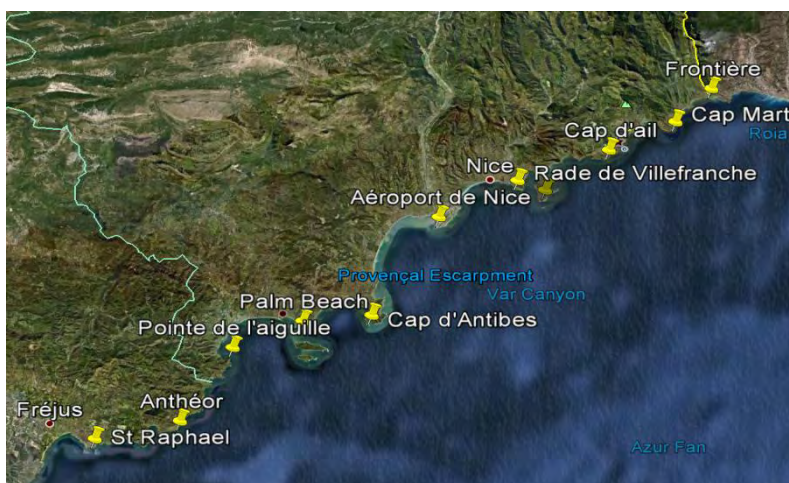 Frontière
Cap Mart
Roia
Cap d'ail
Nice
Rade de Villefranche
Aéroport de Nice
Provençal Escarpment
Var Canyon
Palm Beach
Cap d'Antibes
Pointe de l'aiguille
Anthéor
Fréjus
St Raphael
Azur Fan